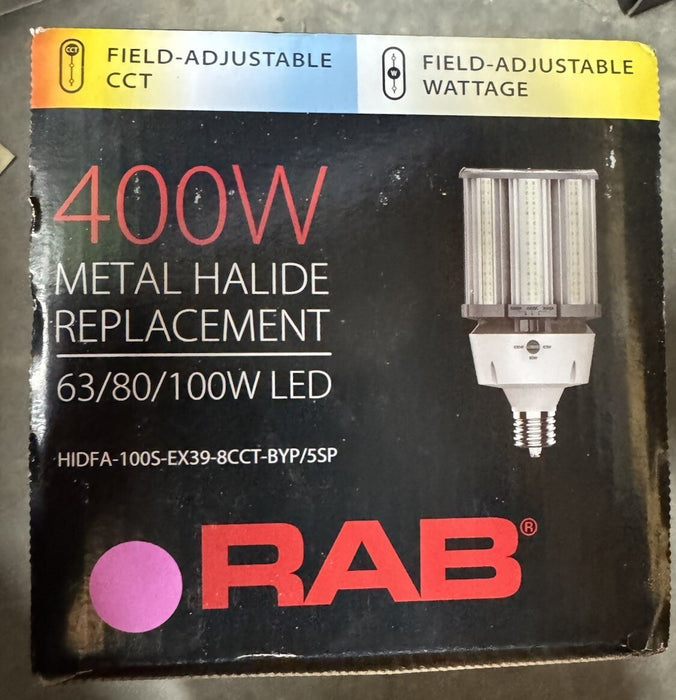 CCT
FIELD-ADJUSTABLE
CCT
W
FIELD-ADJUSTABLE
WATTAGE
400W
METAL HALIDE
REPLACEMENT
63/80/100W LED
HIDFA-100S-EX39-8CCT-BYP/5SP
RAB®